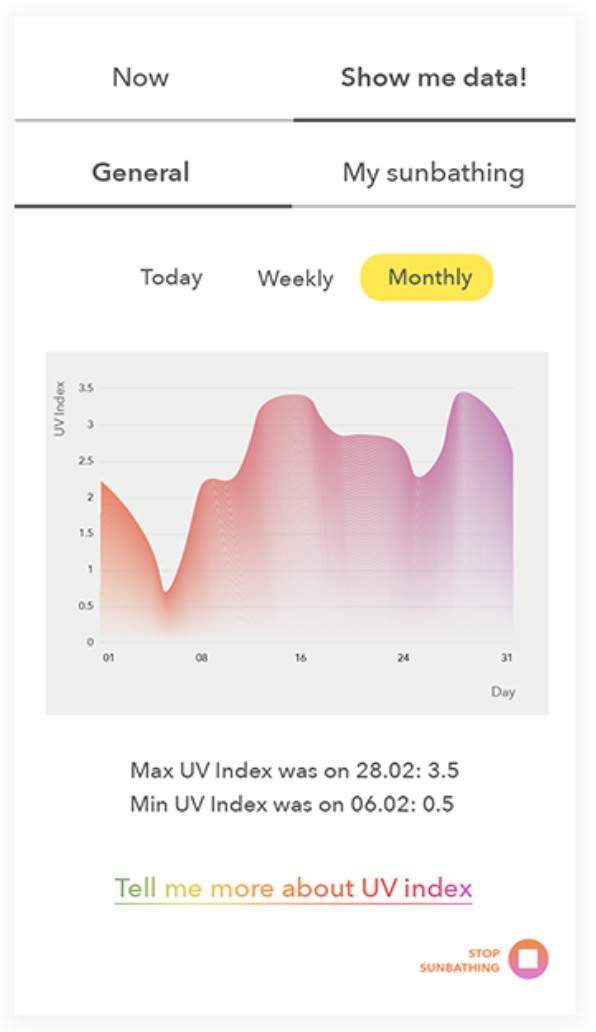 Now
Show me data!
General
My sunbathing
Today
Weekly
Monthly
UV Index
3.5
3
2.5
2
1.5
1
0.5
0
01
08
16
24
31
Day
Max UV Index was on 28.02: 3.5
Min UV Index was on 06.02: 0.5
Tell me more about UV index
STOP
SUNBATHING